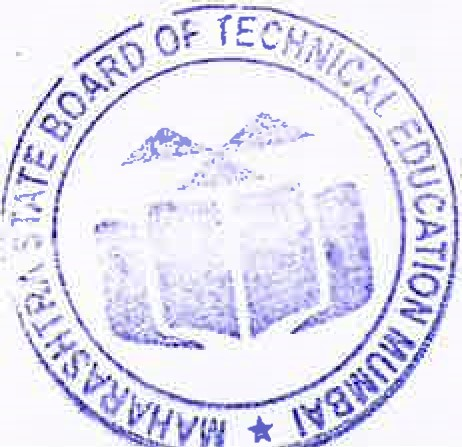 MAHARASHTRA STATE BOARD OF TECHNICAL EDUCATION MUMBAI